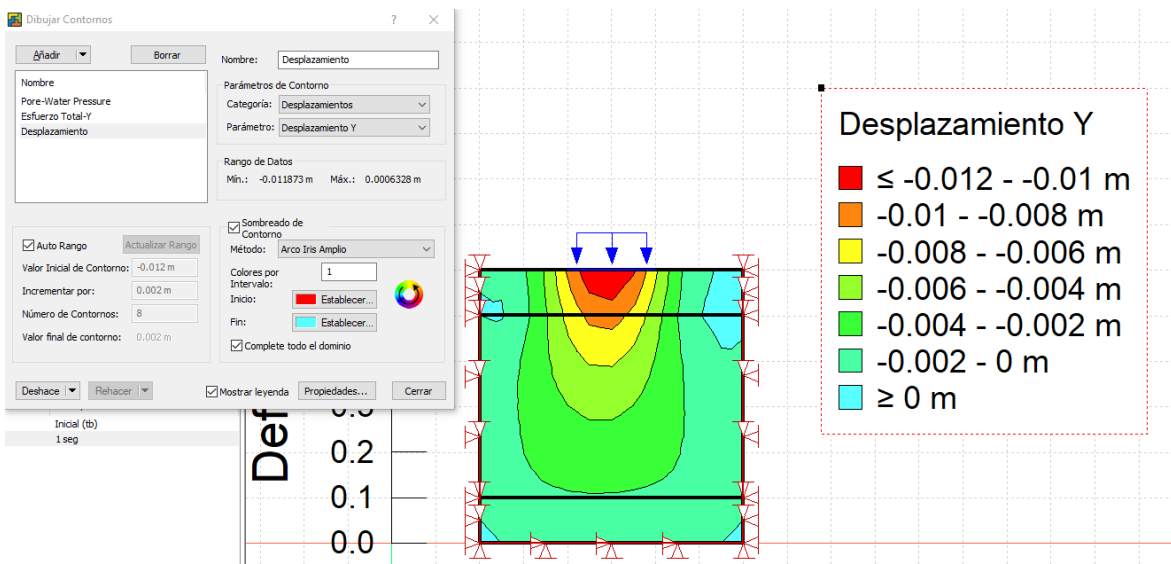 Dibujar Contornos
?
Añadir
Borrar
Nombre
Pore-Water Pressure
Esfuerzo Total-Y
Desplazamiento
Nombre: Desplazamiento
Parámetros de Contorno
Categoría: Desplazamientos
Parámetro: Desplazamiento Y
Rango de Datos
Mín.: -0.011873 m Máx.: 0.0006328 m
Auto Rango
Actualizar Rango
Valor Inicial de Contorno: -0.012 m
Incrementar por: 0.002 m
Número de Contornos: 8
Valor final de contorno: 0.002 m
Sombreado de
Contorno
Método: Arco Iris Amplio
Colores por
Intervalo: 1
Inicio: Establecer...
Fin: Establecer...
Complete todo el dominio
Deshace
Rehacer
Mostrar leyenda
Propiedades...
Cerrar
Inicial (tb)
1 seg
Def
0.2
0.1
0.0
Desplazamiento Y
≤ -0.012 - -0.01 m
-0.01 - -0.008 m
-0.008 - -0.006 m
-0.006 - -0.004 m
-0.004 - -0.002 m
-0.002 - 0 m
≥ 0 m